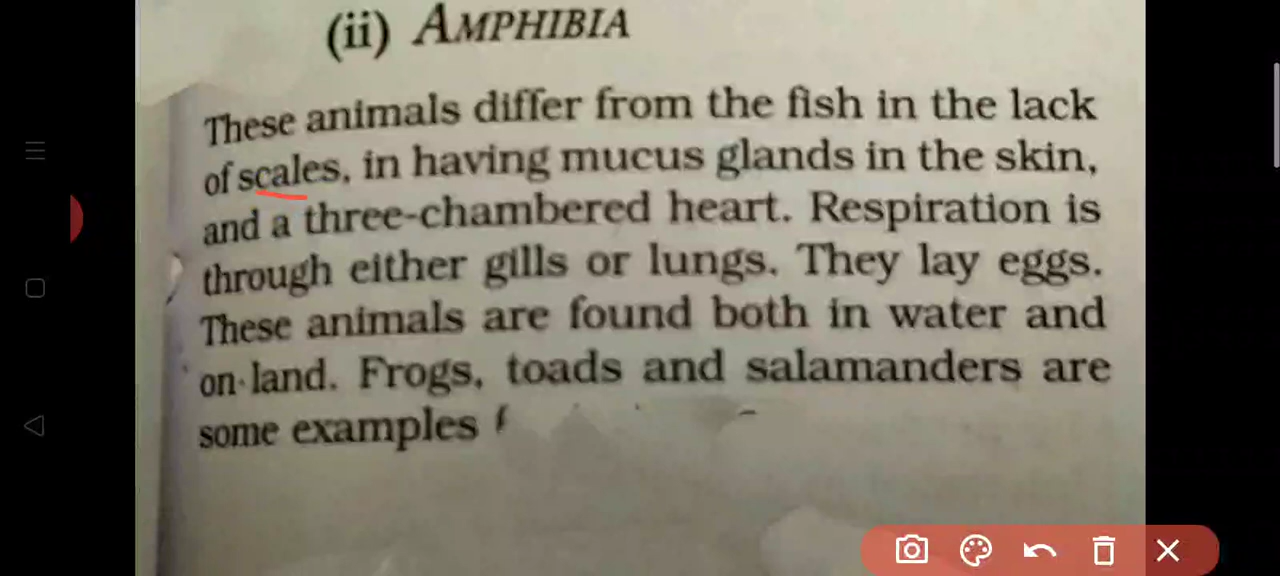 (ii) AMPHIBIA
These animals differ from the fish in the lack
of scales, in having mucus glands in the skin,
and a three-chambered heart. Respiration is
through either gills or lungs. They lay eggs.
These animals are found both in water and
on land. Frogs, toads and salamanders are
some examples